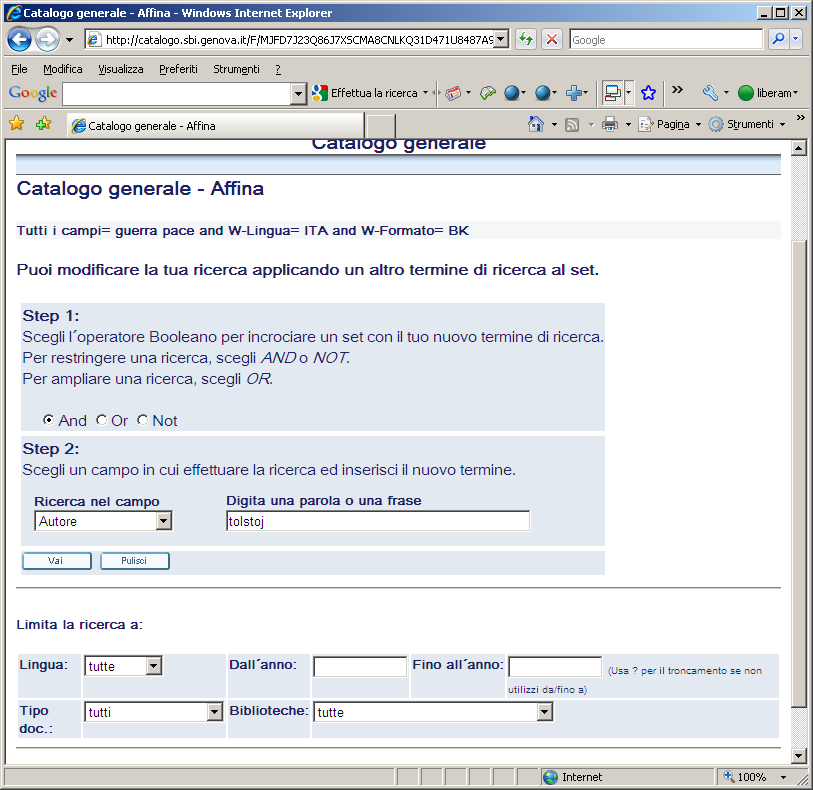 Catalogo generale - Affina - Windows Internet Explorer
http://catalogo.sbi.genova.it/F/MJFD7J23Q86J7XSCMA8CNLKQ31D471U8487A9
Google
File Modifica Visualizza Preferiti Strumenti ?
Google Effettua la ricerca » liberam
Catalogo generale - Affina Pagina Strumenti »
Catalogo generale
Catalogo generale - Affina
Tutti i campi= guerra pace and W-Lingua= ITA and W-Formato= BK
Puoi modificare la tua ricerca applicando un altro termine di ricerca al set.
Step 1:
Scegli l´operatore Booleano per incrociare un set con il tuo nuovo termine di ricerca.
Per restringere una ricerca, scegli AND o NOT.
Per ampliare una ricerca, scegli OR.
And Or Not
Step 2:
Scegli un campo in cui effettuare la ricerca ed inserisci il nuovo termine.
Ricerca nel campo Digita una parola o una frase
Autore tolstoj
Vai Pulisci
Limita la ricerca a:
Lingua: tutte Dall´anno: Fino all´anno: (Usa ? per il troncamento se non
utilizzi da/fino a)
Tipo doc.: tutti Biblioteche: tutte
Internet 100%